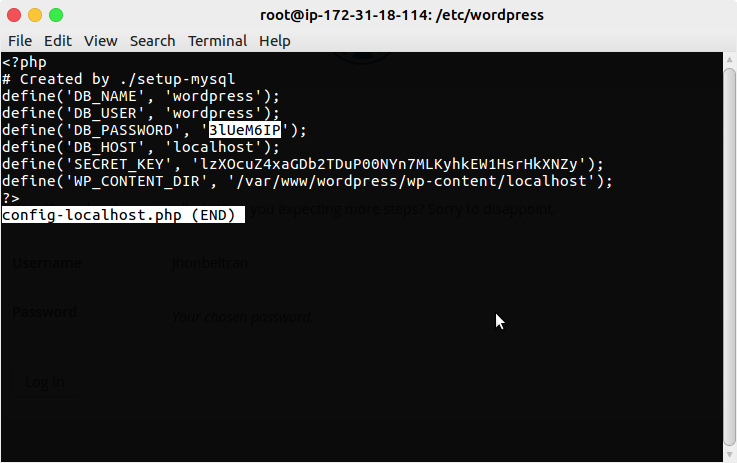 root@ip-172-31-18-114: /etc/wordpress
File Edit View Search Terminal Help
<?php
# Created by ./setup-mysql
define('DB_NAME', 'wordpress');
define('DB_USER', 'wordpress');
define('DB_PASSWORD', '3lUeM6IP');
define('DB_HOST', 'localhost');
define('SECRET_KEY', 'lzXOcuZ4xaGDb2TDuP00NYn7MLKyhkEW1HsrHkXNZy');
define('WP_CONTENT_DIR', '/var/www/wordpress/wp-content/localhost');
?>
config-localhost.php (END)
you expecting more steps? Sorry to disappoint.
Username jhonbeltran
Password Your chosen password.
Log In